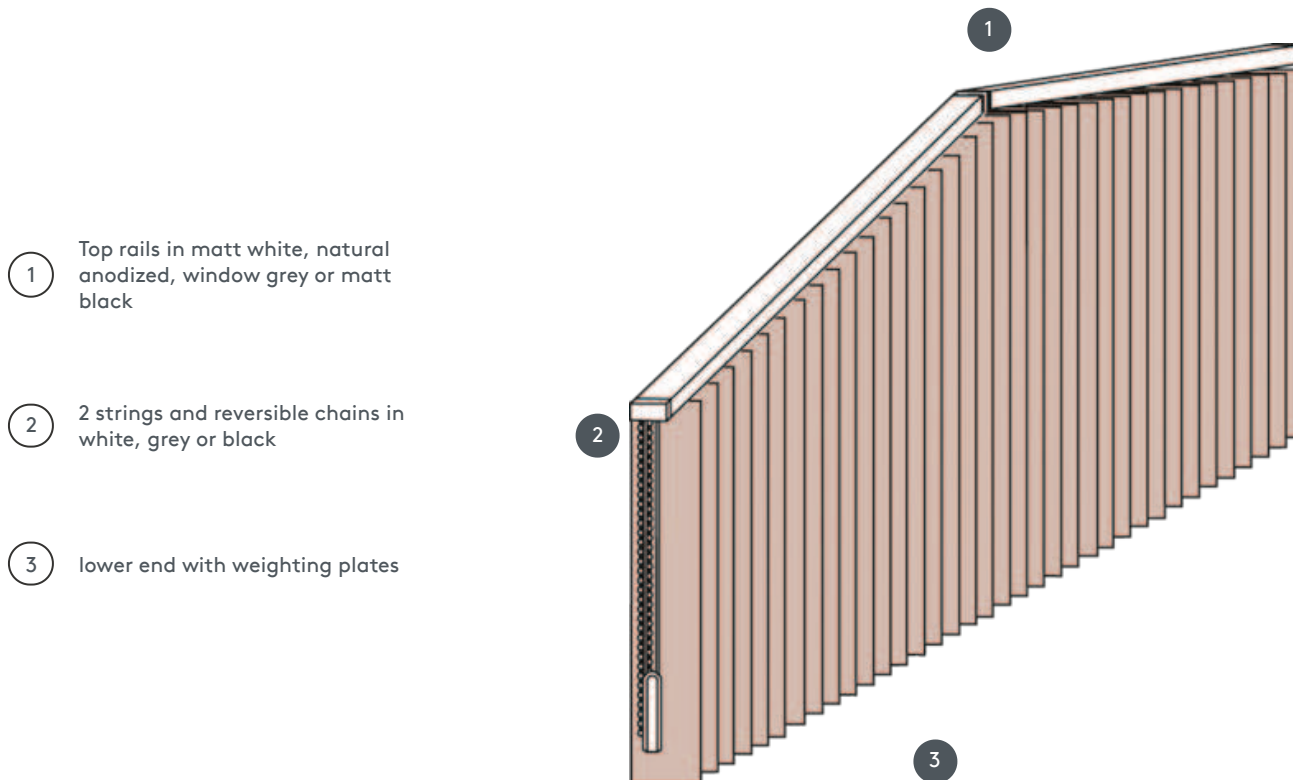 1
Top rails in matt white, natural
anodized, window grey or matt
black
2
2 strings and reversible chains in
white, grey or black
3
lower end with weighting plates
1
2
3